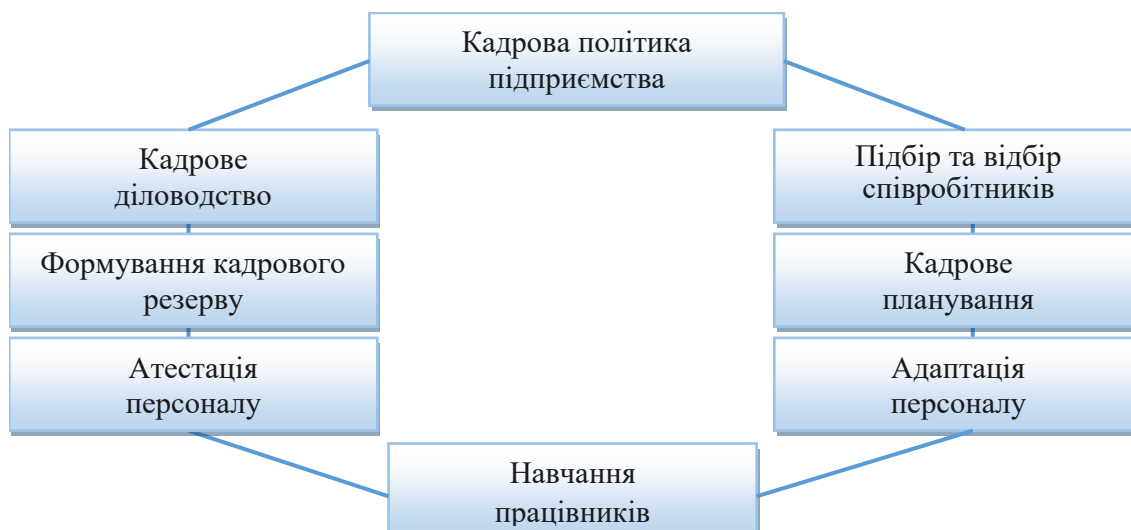 Кадрова політика
підприємства
Кадрове
діловодство
Підбір та відбір
співробітників
Формування кадрового
резерву
Кадрове
планування
Атестація
персоналу
Адаптація
персоналу
Навчання
працівників